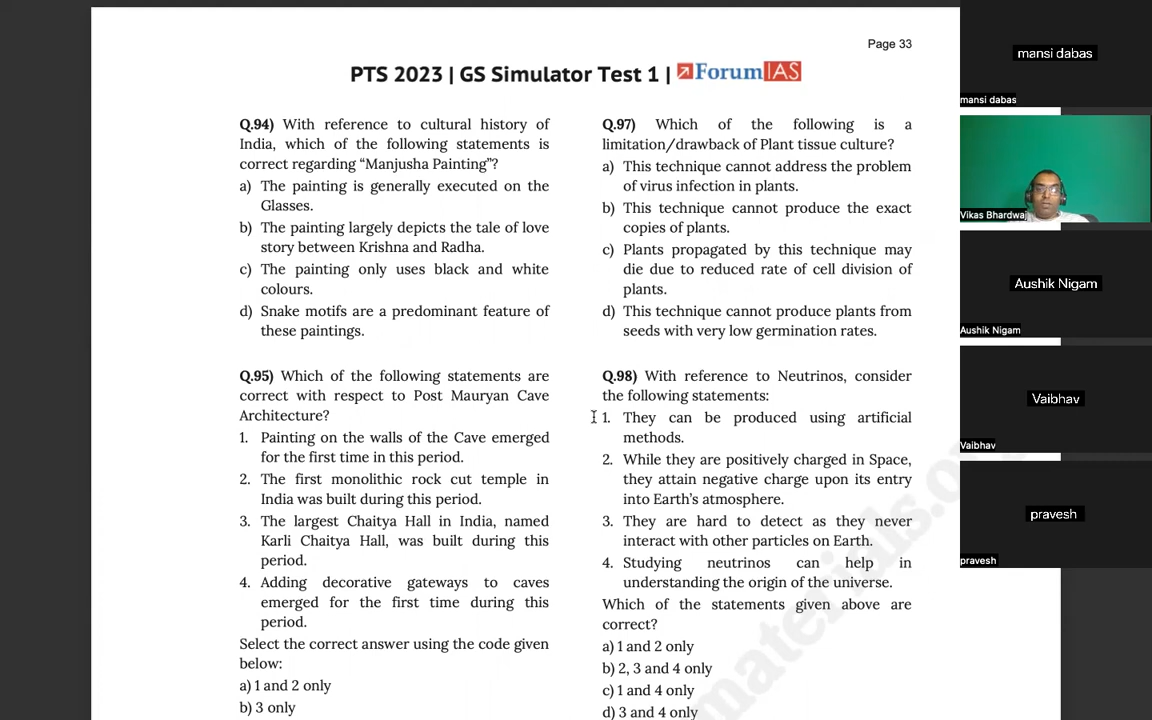 Page 33
PTS 2023 | GS Simulator Test 1 | ForumIAS
Q.94) With reference to cultural history of
India, which of the following statements is
correct regarding “Manjusha Painting”?
a) The painting is generally executed on the
Glasses.
b) The painting largely depicts the tale of love
story between Krishna and Radha.
c) The painting only uses black and white
colours.
d) Snake motifs are a predominant feature of
these paintings.
Q.95) Which of the following statements are
correct with respect to Post Mauryan Cave
Architecture?
1. Painting on the walls of the Cave emerged
for the first time in this period.
2. The first monolithic rock cut temple in
India was built during this period.
3. The largest Chaitya Hall in India, named
Karli Chaitya Hall, was built during this
period.
4. Adding decorative gateways to caves
emerged for the first time during this
period.
Select the correct answer using the code given
below:
a) 1 and 2 only
b) 3 only
Q.97) Which of the following is a
limitation/drawback of Plant tissue culture?
a) This technique cannot address the problem
of virus infection in plants.
b) This technique cannot produce the exact
copies of plants.
c) Plants propagated by this technique may
die due to reduced rate of cell division of
plants.
d) This technique cannot produce plants from
seeds with very low germination rates.
Q.98) With reference to Neutrinos, consider
the following statements:
1. They can be produced using artificial
methods.
2. While they are positively charged in Space,
they attain negative charge upon its entry
into Earth’s atmosphere.
3. They are hard to detect as they never
interact with other particles on Earth.
4. Studying neutrinos can help in
understanding the origin of the universe.
Which of the statements given above are
correct?
a) 1 and 2 only
b) 2, 3 and 4 only
c) 1 and 4 only
d) 3 and 4 only
mansi dabas
mansi dabas
Vikas Bhardwaj
Aushik Nigam
Aushik Nigam
Vaibhav
Vaibhav
pravesh
pravesh